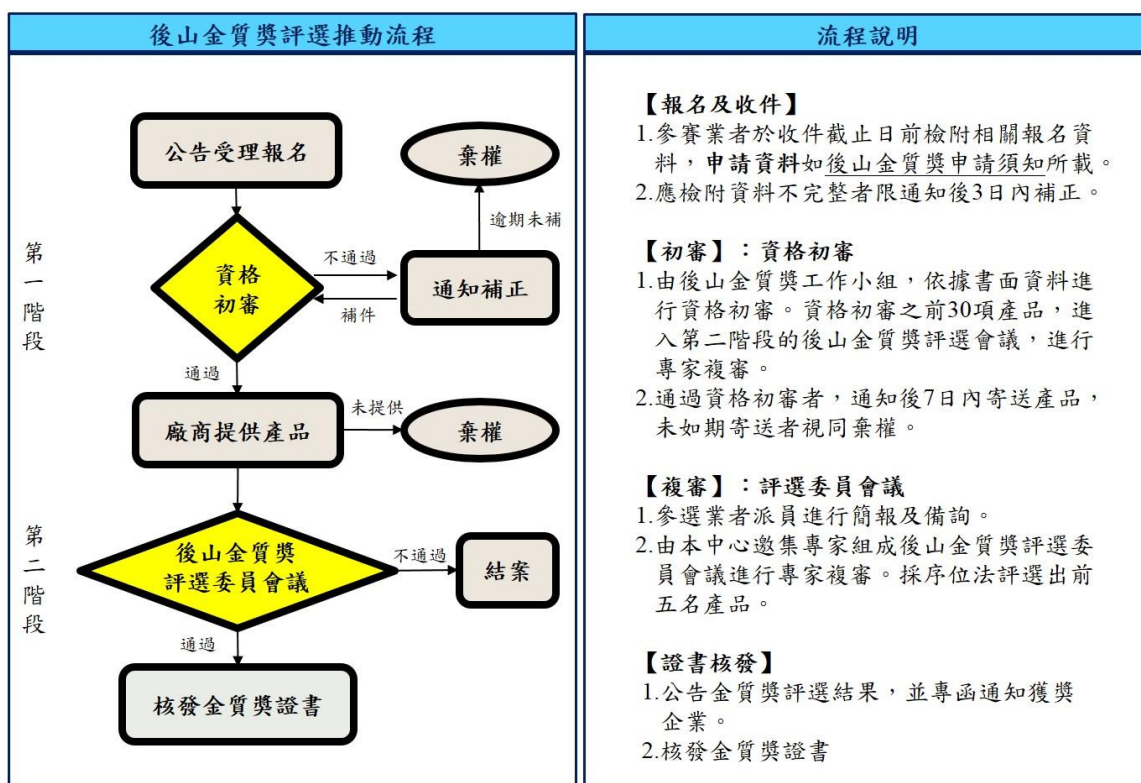 後山金質獎評選推動流程
公告受理報名
棄權
逾期未補
第一階段
資格
初審
不通過
補件
通知補正
通過
廠商提供產品
未提供
棄權
第二階段
後山金質獎
評選委員會議
不通過
結案
通過
核發金質獎證書
流程說明
【報名及收件】
1.參賽業者於收件截止日前檢附相關報名資
料，申請資料如後山金質獎申請須知所載。
2.應檢附資料不完整者限通知後3日內補正。
【初審】：資格初審
1.由後山金質獎工作小組，依據書面資料進
行資格初審。資格初審之前30項產品，進
入第二階段的後山金質獎評選會議，進行
專家複審。
2.通過資格初審者，通知後7日內寄送產品，
未如期寄送者視同棄權。
【複審】：評選委員會議
1.參選業者派員進行簡報及備詢。
2.由本中心邀集專家組成後山金質獎評選委
員會議進行專家複審。採序位法評選出前
五名產品。
【證書核發】
1.公告金質獎評選結果，並專函通知獲獎
企業。
2.核發金質獎證書